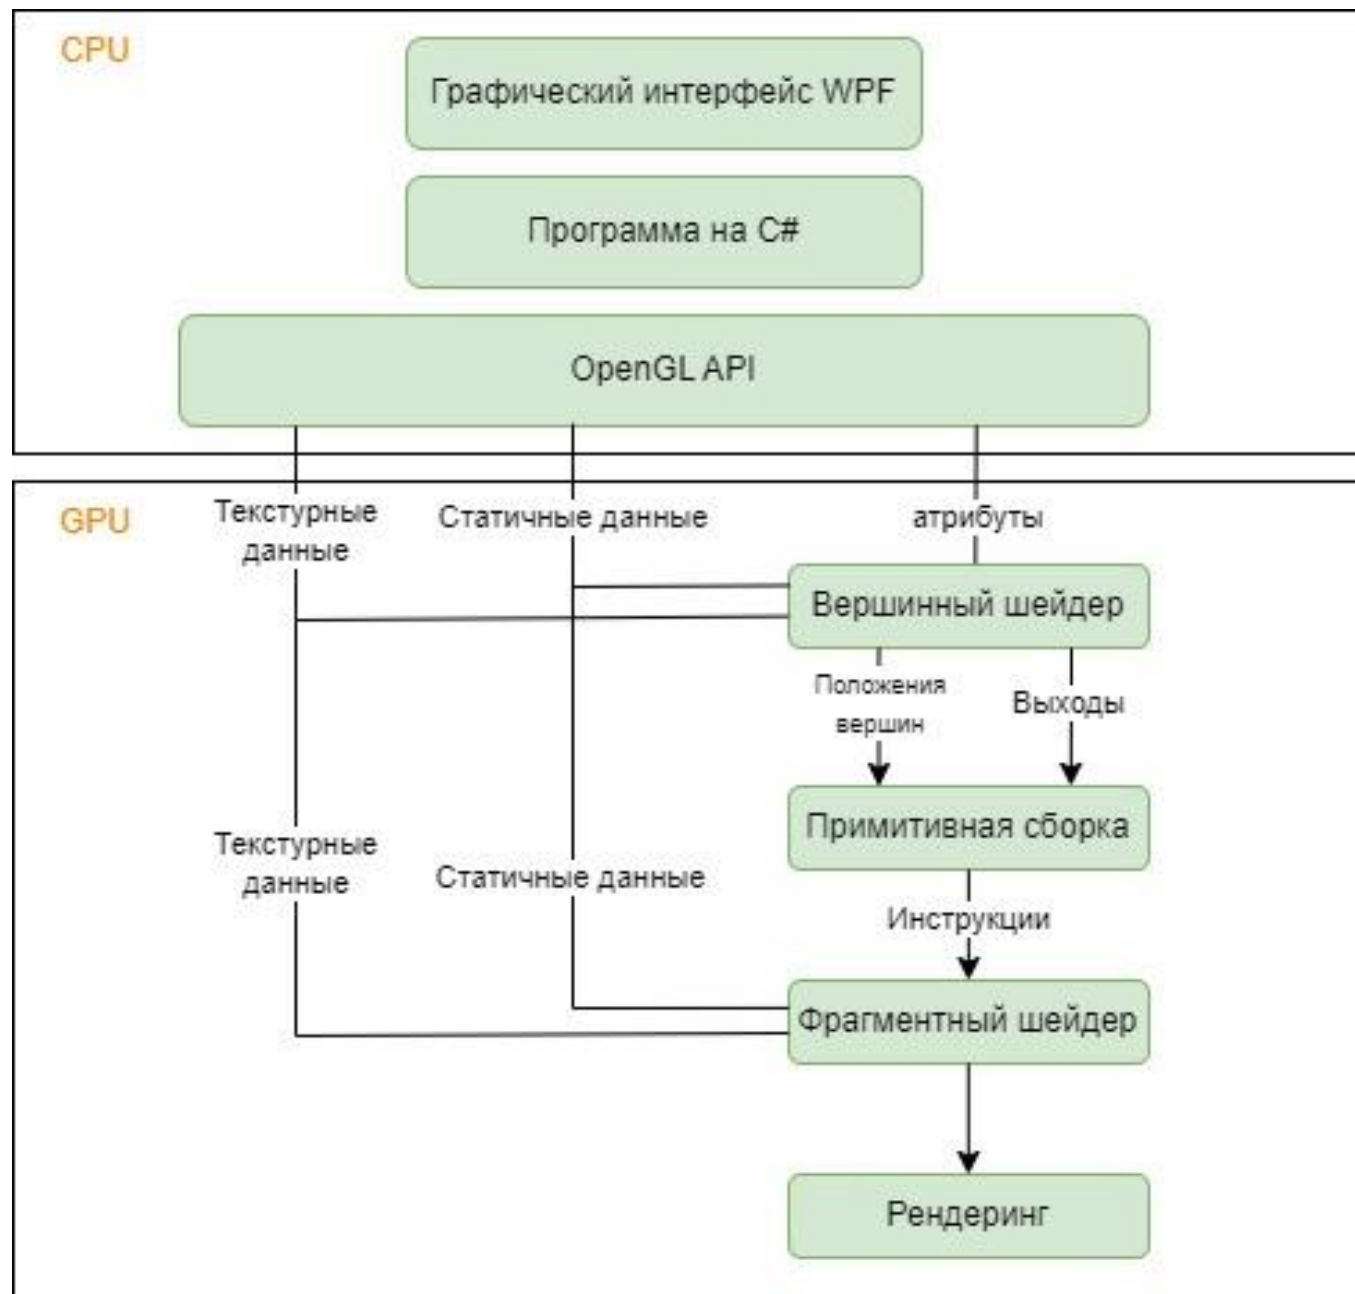 CPU
Графический интерфейс WPF
Программа на C#
OpenGL API
GPU
Текстурные
данные
Статичные данные
атрибуты
Вершинный шейдер
Положения
вершин
Выходы
Примитивная сборка
Текстурные
данные
Статичные данные
Инструкции
Фрагментный шейдер
Рендеринг